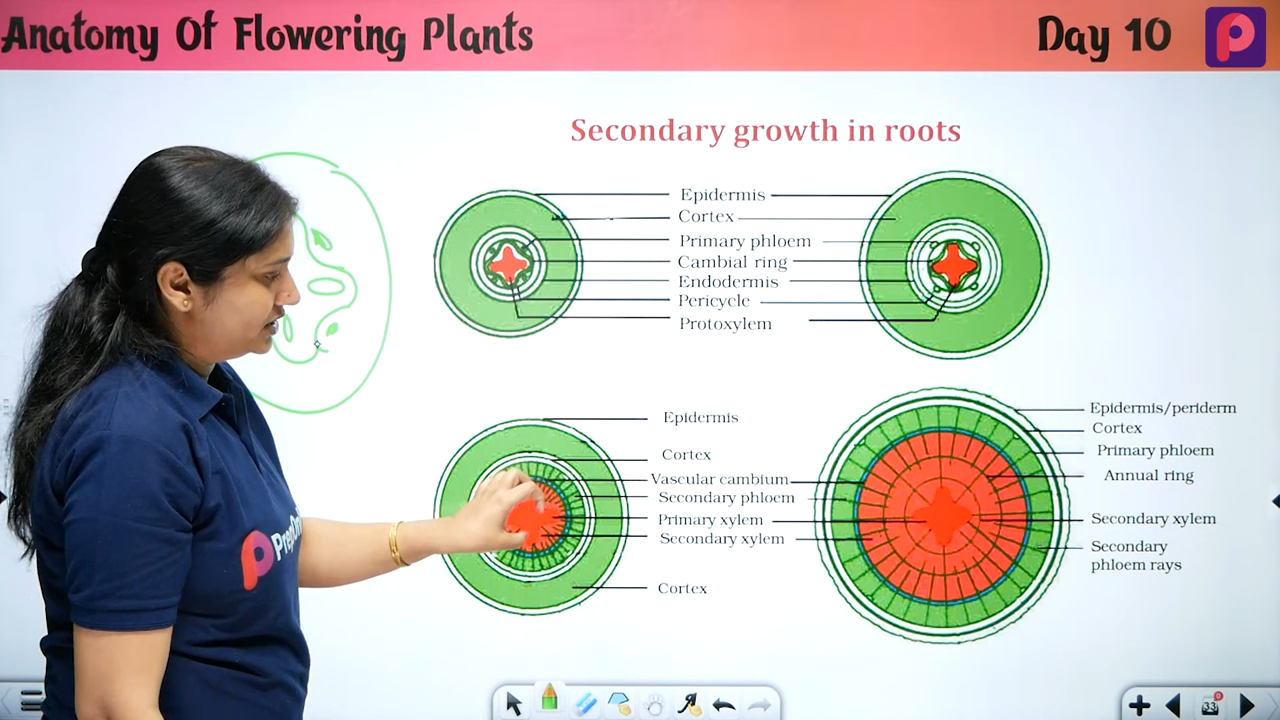 Anatomy Of Flowering Plants
Day 10
Secondary growth in roots
Epidermis
Cortex
Primary phloem
Cambial ring
Endodermis
Pericycle
Protoxylem
Epidermis
Cortex
Vascular cambium
Secondary phloem
Primary xylem
Secondary xylem
Cortex
Epidermis/periderm
Cortex
Primary phloem
Annual ring
Secondary xylem
Secondary
phloem rays
33